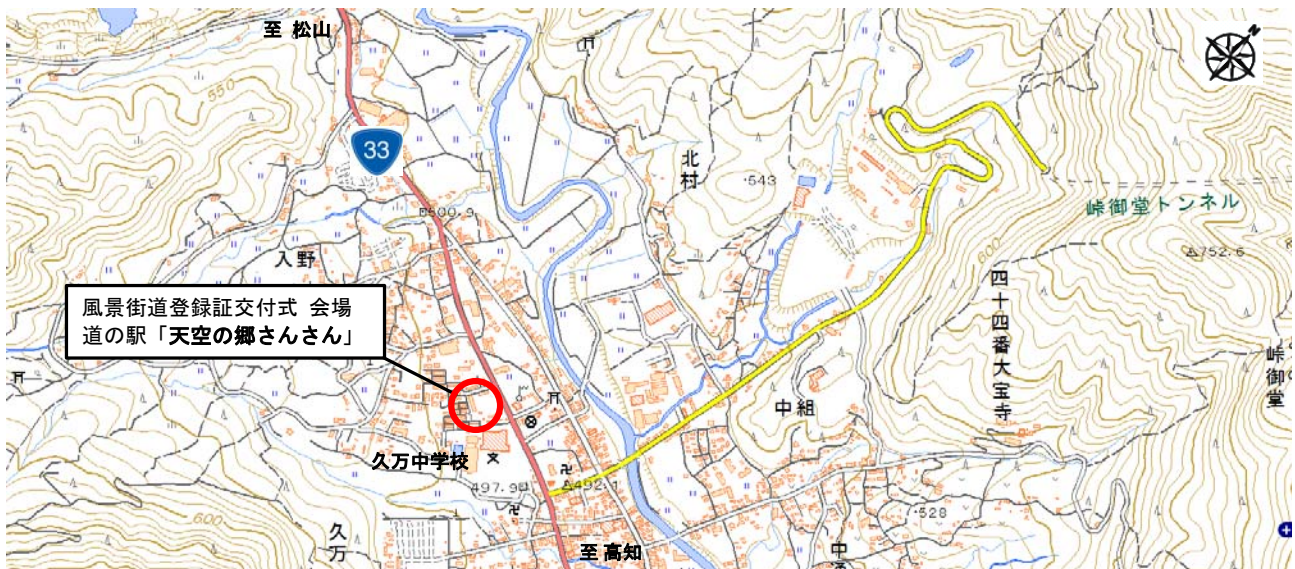 至 松山
N
550
33
北村
・543
峠御堂トンネル
500.9
入野
600
752.6
四十四番大宝寺
風景街道登録証交付式 会場
道の駅「天空の郷さんさん」
峠御堂
中組
久万中学校
497.9
492.1
・528
600
久万
至 高知